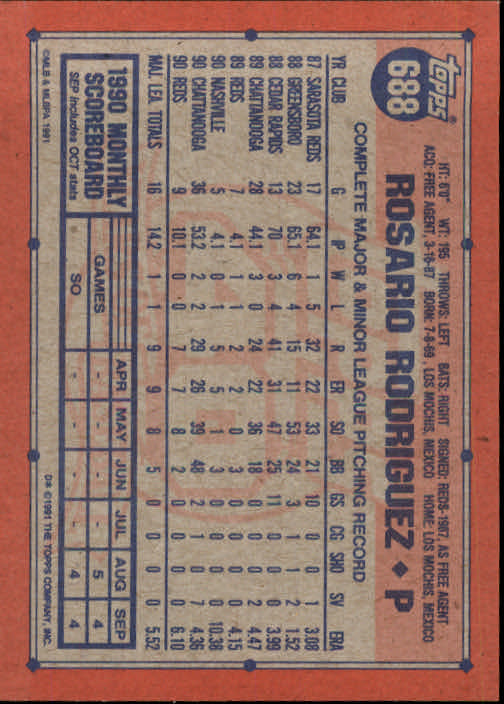 TOPPS®
688
ROSARIO RODRIGUEZ ♦ P
HT: 6'0" WT: 195 THROWS: LEFT BATS: RIGHT SIGNED: REDS-1987, AS FREE AGENT
ACQ: FREE AGENT, 3-16-87 BORN: 7-8-69, LOS MOCHIS, MEXICO HOME: LOS MOCHIS, MEXICO
COMPLETE MAJOR & MINOR LEAGUE PITCHING RECORD
YR CLUB G IP W L R ER SO BB GS CG SHO SV ERA
87 SARASOTA REDS 17 64.1 1 5 32 22 33 21 10 0 0 1 3.08
88 GREENSBORO 23 65.1 6 4 15 11 53 24 3 1 1 2 1.52
88 CEDAR RAPIDS 13 70 3 4 41 31 47 25 11 1 0 0 3.99
89 CHATTANOOGA 28 44.1 3 0 24 22 36 18 0 0 0 2 4.47
89 REDS 7 4.1 1 1 2 2 0 3 0 0 0 0 4.15
90 NASHVILLE 5 4.1 0 1 5 5 1 3 0 0 0 0 10.38
90 CHATTANOOGA 36 53.2 2 2 29 26 39 48 2 1 0 7 4.36
90 REDS 9 10.1 0 0 7 7 8 2 0 0 0 0 6.10
MAJ. LEA. TOTALS 16 14.2 1 1 9 9 8 5 0 0 0 0 5.52
1990 MONTHLY
SCOREBOARD
SEP includes OCT stats
APR MAY JUN JUL AUG SEP
GAMES - - - - 5 4
SO - - - - 4 4
©MLB & MLBPA 1991
D* ©1991 THE TOPPS COMPANY, INC.